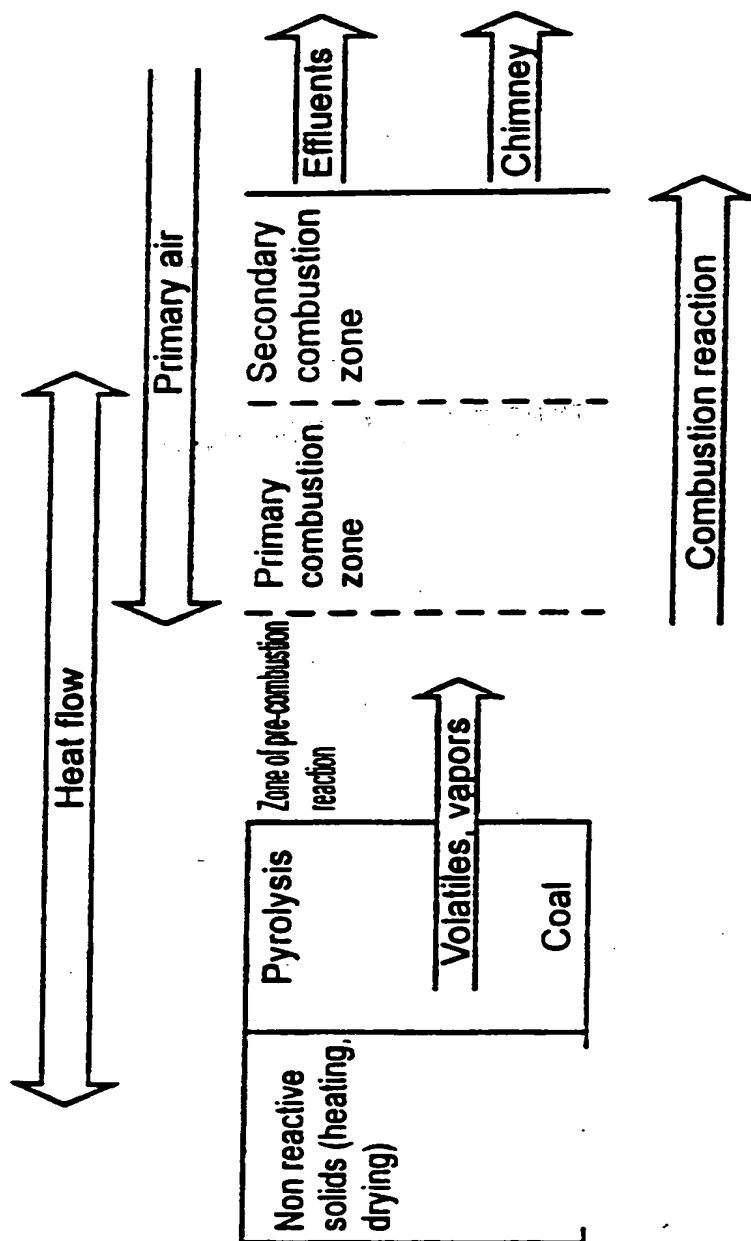 Heat flow
Primary air
Non reactive
solids (heating,
drying)
Pyrolysis
Coal
Volatiles, vapors
Zone of pre-combustion
reaction
Primary
combustion
zone
Secondary
combustion
zone
Effluents
Chimney
Combustion reaction